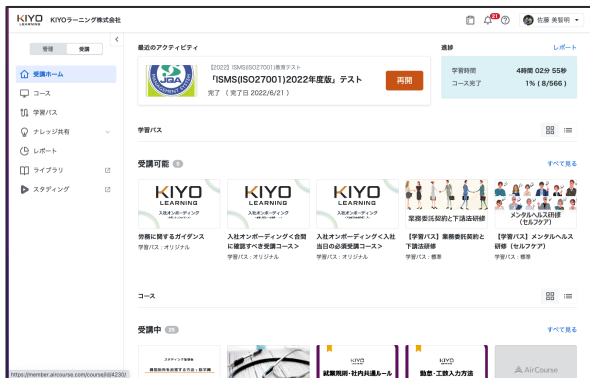 KIYO
LEARNING
KIYOラーニング株式会社
21
佐藤 美智明
管理
受講
受講ホーム
コース
学習パス
ナレッジ共有
レポート
ライブラリ
スタディング
最近のアクティビティ
JQA
【2022】ISMS(ISO27001)教育テスト
「ISMS(ISO27001)2022年度版」テスト
完了 ( 完了日 2022/6/21 )
再開
進捗
レポート
学習時間 4時間 02分 55秒
コース完了 1% ( 8/566 )
学習パス
受講可能
すべて見る
KIYO
LEARNING
入社オンボーディング
労務に関するガイダンス
学習パス : オリジナル
KIYO
LEARNING
入社オンボーディング
入社オンボーディング<合間
に確認すべき受講コース>
学習パス : オリジナル
KIYO
LEARNING
入社オンボーディング
入社オンボーディング<入社
当日の必須受講コース>
学習パス : オリジナル
業務委託契約と下請法研修
【学習パス】業務委託契約と
下請法研修
学習パス : 標準
メンタルヘルス研修
(セルフケア)
【学習パス】メンタルヘルス
研修(セルフケア)
学習パス : 標準
コース
受講中 25
すべて見る
スタディング勉強会
KIYO
就業規則・社内共通ルール
KIYO
勤怠・工数入力方法
AirCourse
https://member.aircourse.com/course/id/4230/